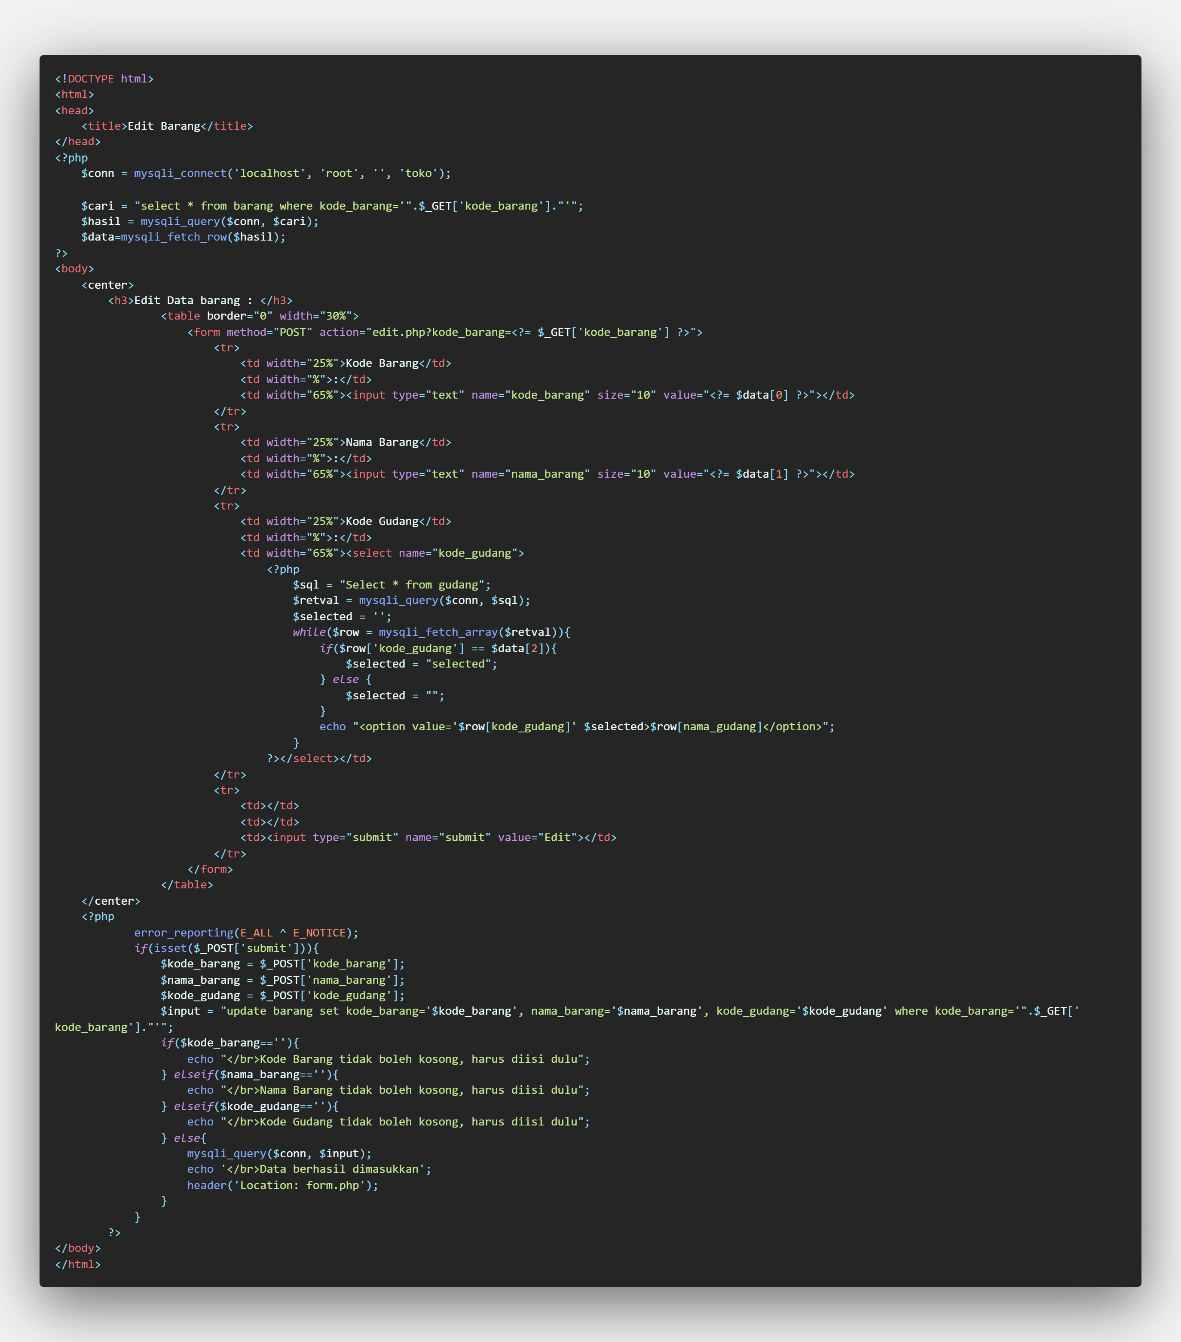 <!DOCTYPE html>
<html>
<head>
    <title>Edit Barang</title>
</head>
<?php
    $conn = mysqli_connect('localhost', 'root', '', 'toko');

    $cari = "select * from barang where kode_barang='".$_GET['kode_barang']."'";
    $hasil = mysqli_query($conn, $cari);
    $data=mysqli_fetch_row($hasil);
?>
<body>
    <center>
        <h3>Edit Data barang : </h3>
                <table border="0" width="30%">
                    <form method="POST" action="edit.php?kode_barang=<?= $_GET['kode_barang'] ?>">
                        <tr>
                            <td width="25%">Kode Barang</td>
                            <td width="%">:</td>
                            <td width="65%"><input type="text" name="kode_barang" size="10" value="<?= $data[0] ?>"></td>
                        </tr>
                        <tr>
                            <td width="25%">Nama Barang</td>
                            <td width="%">:</td>
                            <td width="65%"><input type="text" name="nama_barang" size="10" value="<?= $data[1] ?>"></td>
                        </tr>
                        <tr>
                            <td width="25%">Kode Gudang</td>
                            <td width="%">:</td>
                            <td width="65%"><select name="kode_gudang">
                                <?php
                                    $sql = "Select * from gudang";
                                    $retval = mysqli_query($conn, $sql);
                                    $selected = '';
                                    while($row = mysqli_fetch_array($retval)){
                                        if($row['kode_gudang'] == $data[2]){
                                            $selected = "selected";
                                        } else {
                                            $selected = "";
                                        }
                                        echo "<option value='$row[kode_gudang]' $selected>$row[nama_gudang]</option>";
                                    }
                                ?></select></td>
                        </tr>
                        <tr>
                            <td></td>
                            <td></td>
                            <td><input type="submit" name="submit" value="Edit"></td>
                        </tr>
                    </form>
                </table>
    </center>
    <?php
            error_reporting(E_ALL ^ E_NOTICE);
            if(isset($_POST['submit'])){
                $kode_barang = $_POST['kode_barang'];
                $nama_barang = $_POST['nama_barang'];
                $kode_gudang = $_POST['kode_gudang'];
                $input = "update barang set kode_barang='$kode_barang', nama_barang='$nama_barang', kode_gudang='$kode_gudang' where kode_barang='".$_GET['
kode_barang']."'";
                if($kode_barang==''){
                    echo "</br>Kode Barang tidak boleh kosong, harus diisi dulu";
                } elseif($nama_barang==''){
                    echo "</br>Nama Barang tidak boleh kosong, harus diisi dulu";
                } elseif($kode_gudang==''){
                    echo "</br>Kode Gudang tidak boleh kosong, harus diisi dulu";
                } else{
                    mysqli_query($conn, $input);
                    echo '</br>Data berhasil dimasukkan';
                    header('Location: form.php');
                }
            }
        ?>
</body>
</html>